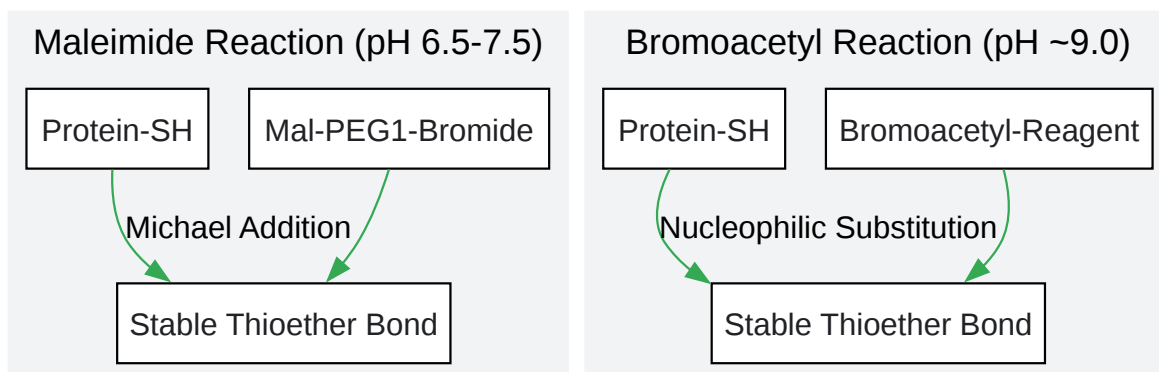 Maleimide Reaction (pH 6.5-7.5)
Protein-SH
Mal-PEG1-Bromide
Michael Addition
Stable Thioether Bond
Bromoacetyl Reaction (pH ~9.0)
Protein-SH
Bromoacetyl-Reagent
Nucleophilic Substitution
Stable Thioether Bond